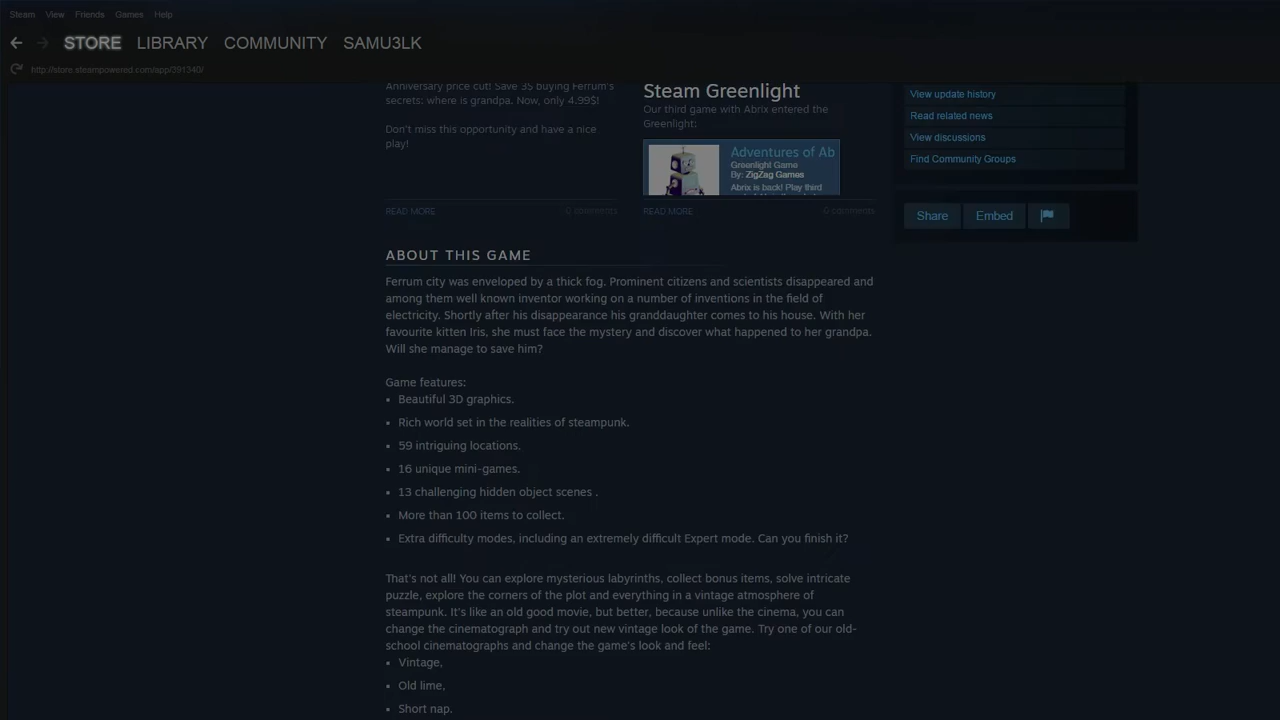 Steam View Friends Games Help
STORE LIBRARY COMMUNITY SAMU3LK
http://store.steampowered.com/app/391340/
Anniversary price cut! Save 3$ buying Ferrum's
secrets: where is grandpa. Now, only 4.99$!
Don't miss this opportunity and have a nice
play!
READ MORE 0 comments
Steam Greenlight
Our third game with Abrix entered the
Greenlight:
Adventures of Ab
Greenlight Game
By: ZigZag Games
Abrix is back! Play third
READ MORE 0 comments
View update history
Read related news
View discussions
Find Community Groups
Share Embed
ABOUT THIS GAME
Ferrum city was enveloped by a thick fog. Prominent citizens and scientists disappeared and
among them well known inventor working on a number of inventions in the field of
electricity. Shortly after his disappearance his granddaughter comes to his house. With her
favourite kitten Iris, she must face the mystery and discover what happened to her grandpa.
Will she manage to save him?
Game features:
▪ Beautiful 3D graphics.
▪ Rich world set in the realities of steampunk.
▪ 59 intriguing locations.
▪ 16 unique mini-games.
▪ 13 challenging hidden object scenes .
▪ More than 100 items to collect.
▪ Extra difficulty modes, including an extremely difficult Expert mode. Can you finish it?
That's not all! You can explore mysterious labyrinths, collect bonus items, solve intricate
puzzle, explore the corners of the plot and everything in a vintage atmosphere of
steampunk. It's like an old good movie, but better, because unlike the cinema, you can
change the cinematograph and try out new vintage look of the game. Try one of our old-
school cinematographs and change the game's look and feel:
▪ Vintage,
▪ Old lime,
▪ Short nap.